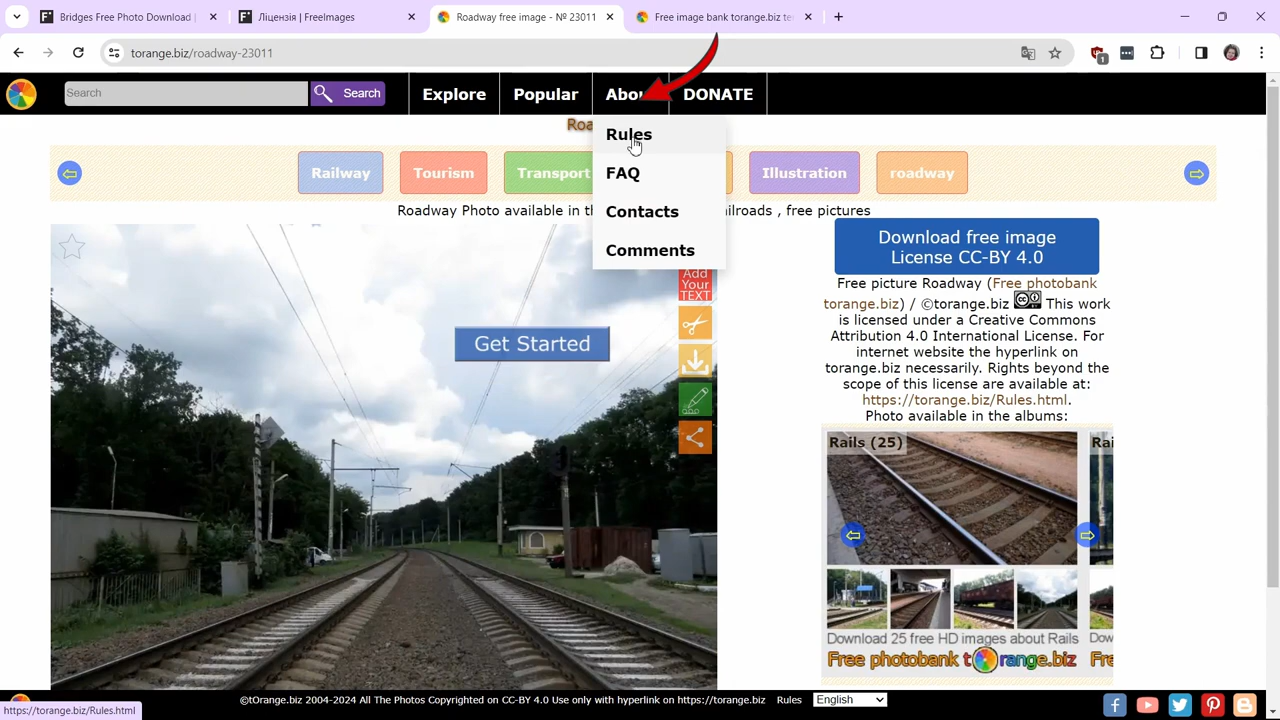 Bridges Free Photo Download |
Ліцензія | FreeImages
Roadway free image - № 23011
Free image bank torange.biz te
torange.biz/roadway-23011
1
Search
Search
Explore
Popular
DONATE
Rules
FAQ
Contacts
Comments
Railway
Tourism
Transport
Illustration
roadway
Roadway Photo available in th
ilroads , free pictures
Download free image
License CC-BY 4.0
Free picture Roadway (Free photobank
torange.biz) / ©torange.biz This work
is licensed under a Creative Commons
Attribution 4.0 International License. For
internet website the hyperlink on
torange.biz necessarily. Rights beyond the
scope of this license are available at:
https://torange.biz/Rules.html.
Photo available in the albums:
Add
Your
TEXT
Get Started
Rails (25)
Rai
Download 25 free HD images about Rails
Dow
Free photobank torange.biz
Fre
©tOrange.biz 2004-2024 All The Photos Copyrighted on CC-BY 4.0 Use only with hyperlink on https://torange.biz
Rules
English
https://torange.biz/Rules.html